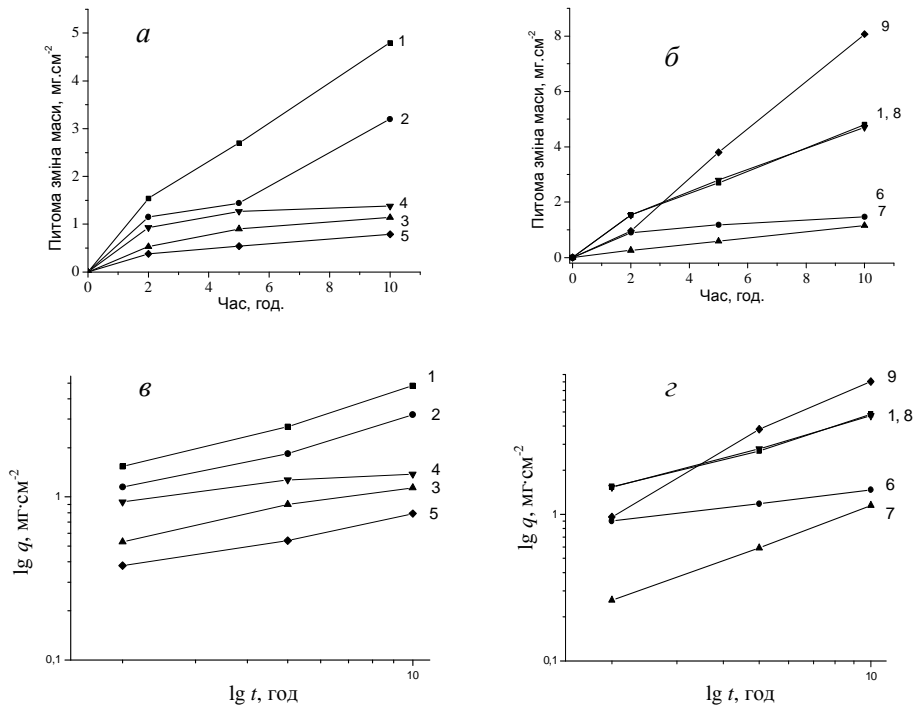 а
Питома зміна маси, мг.см-2
5
4
3
2
1
0
0 2 4 6 8 10
Час, год.
1
2
4
3
5
б
Питома зміна маси, мг.см-2
8
6
4
2
0
0 2 4 6 8 10
Час, год.
9
1, 8
6
7
в
lg q, мг·см-2
1
0,1
10
lg t, год
1
2
4
3
5
г
lg q, мг·см-2
1
0,1
10
lg t, год
9
1, 8
6
7